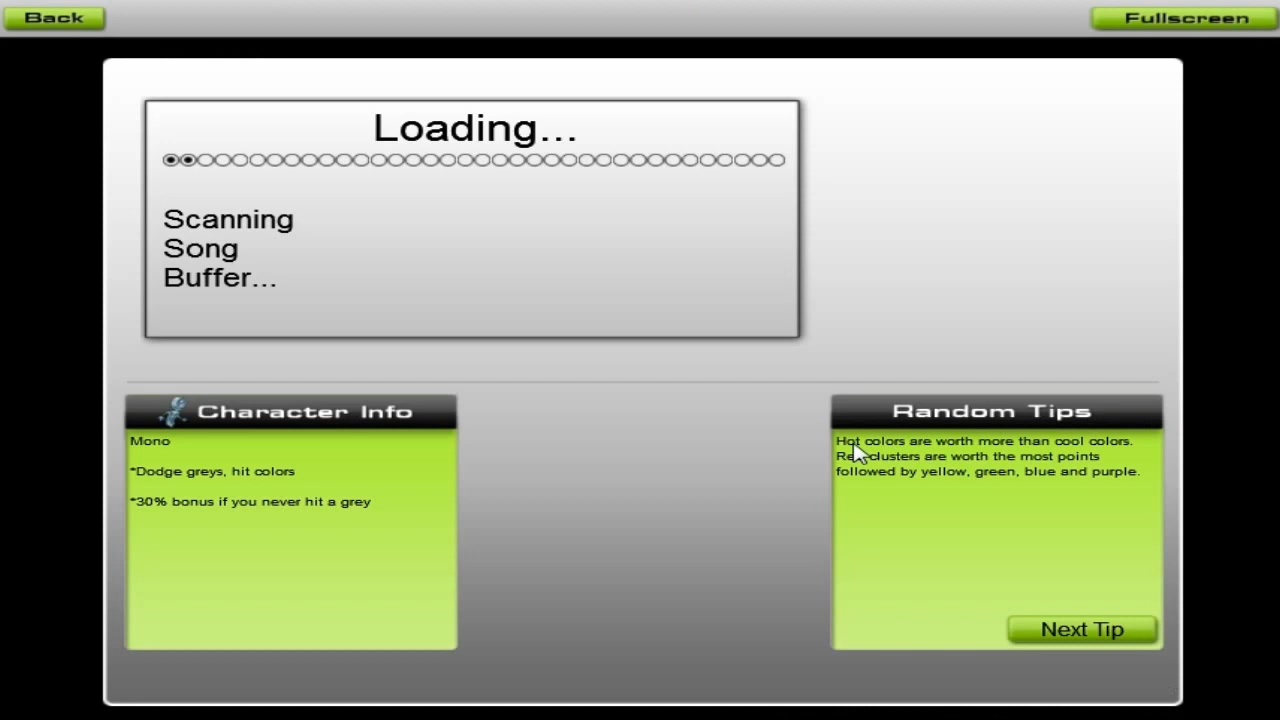 Back
Fullscreen
Loading...
Scanning
Song
Buffer...
Character Info
Mono
*Dodge greys, hit colors
*30% bonus if you never hit a grey
Random Tips
Hot colors are worth more than cool colors.
clusters are worth the most points
followed by yellow, green, blue and purple.
Next Tip